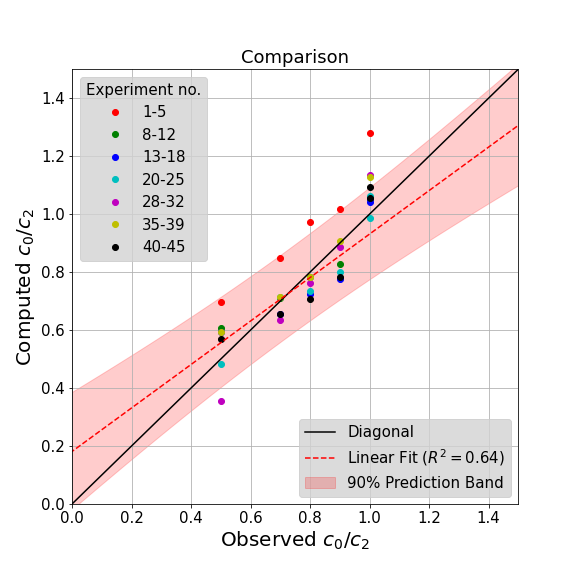 Comparison
Computed c₀/c₂
1.4
1.2
1.0
0.8
0.6
0.4
0.2
0.0
Experiment no.
1-5
8-12
13-18
20-25
28-32
35-39
40-45
Diagonal
Linear Fit (R² = 0.64)
90% Prediction Band
0.0 0.2 0.4 0.6 0.8 1.0 1.2 1.4
Observed c₀/c₂